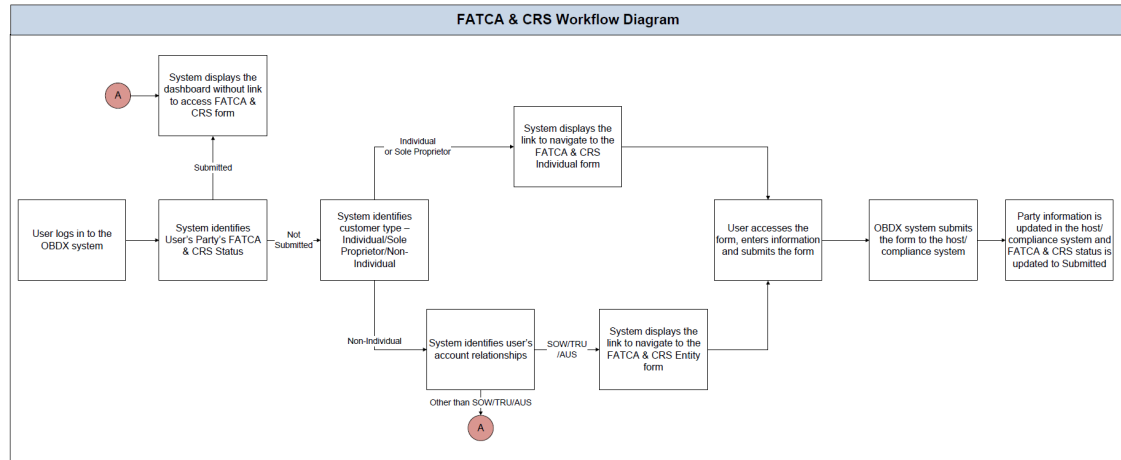 FATCA & CRS Workflow Diagram
A
System displays the
dashboard without link
to access FATCA &
CRS form
Submitted
User logs in to the
OBDX system
System identifies
User's Party's FATCA
& CRS Status
Not
Submitted
System identifies
customer type –
Individual/Sole
Proprietor/Non-
Individual
Individual
or Sole Proprietor
System displays the
link to navigate to the
FATCA & CRS
Individual form
Non-Individual
System identifies user's
account relationships
SOW/TRU
/AUS
System displays the
link to navigate to the
FATCA & CRS Entity
form
Other than SOW/TRU/AUS
A
User accesses the
form, enters information
and submits the form
OBDX system submits
the form to the host/
compliance system
Party information is
updated in the host/
compliance system and
FATCA & CRS status is
updated to Submitted